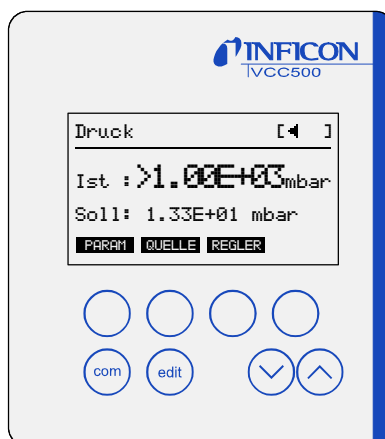 INFICON
VCC500
Druck [◀ ]
Ist :>1.00E+03mbar
Soll: 1.33E+01 mbar
PARAM QUELLE REGLER
com edit